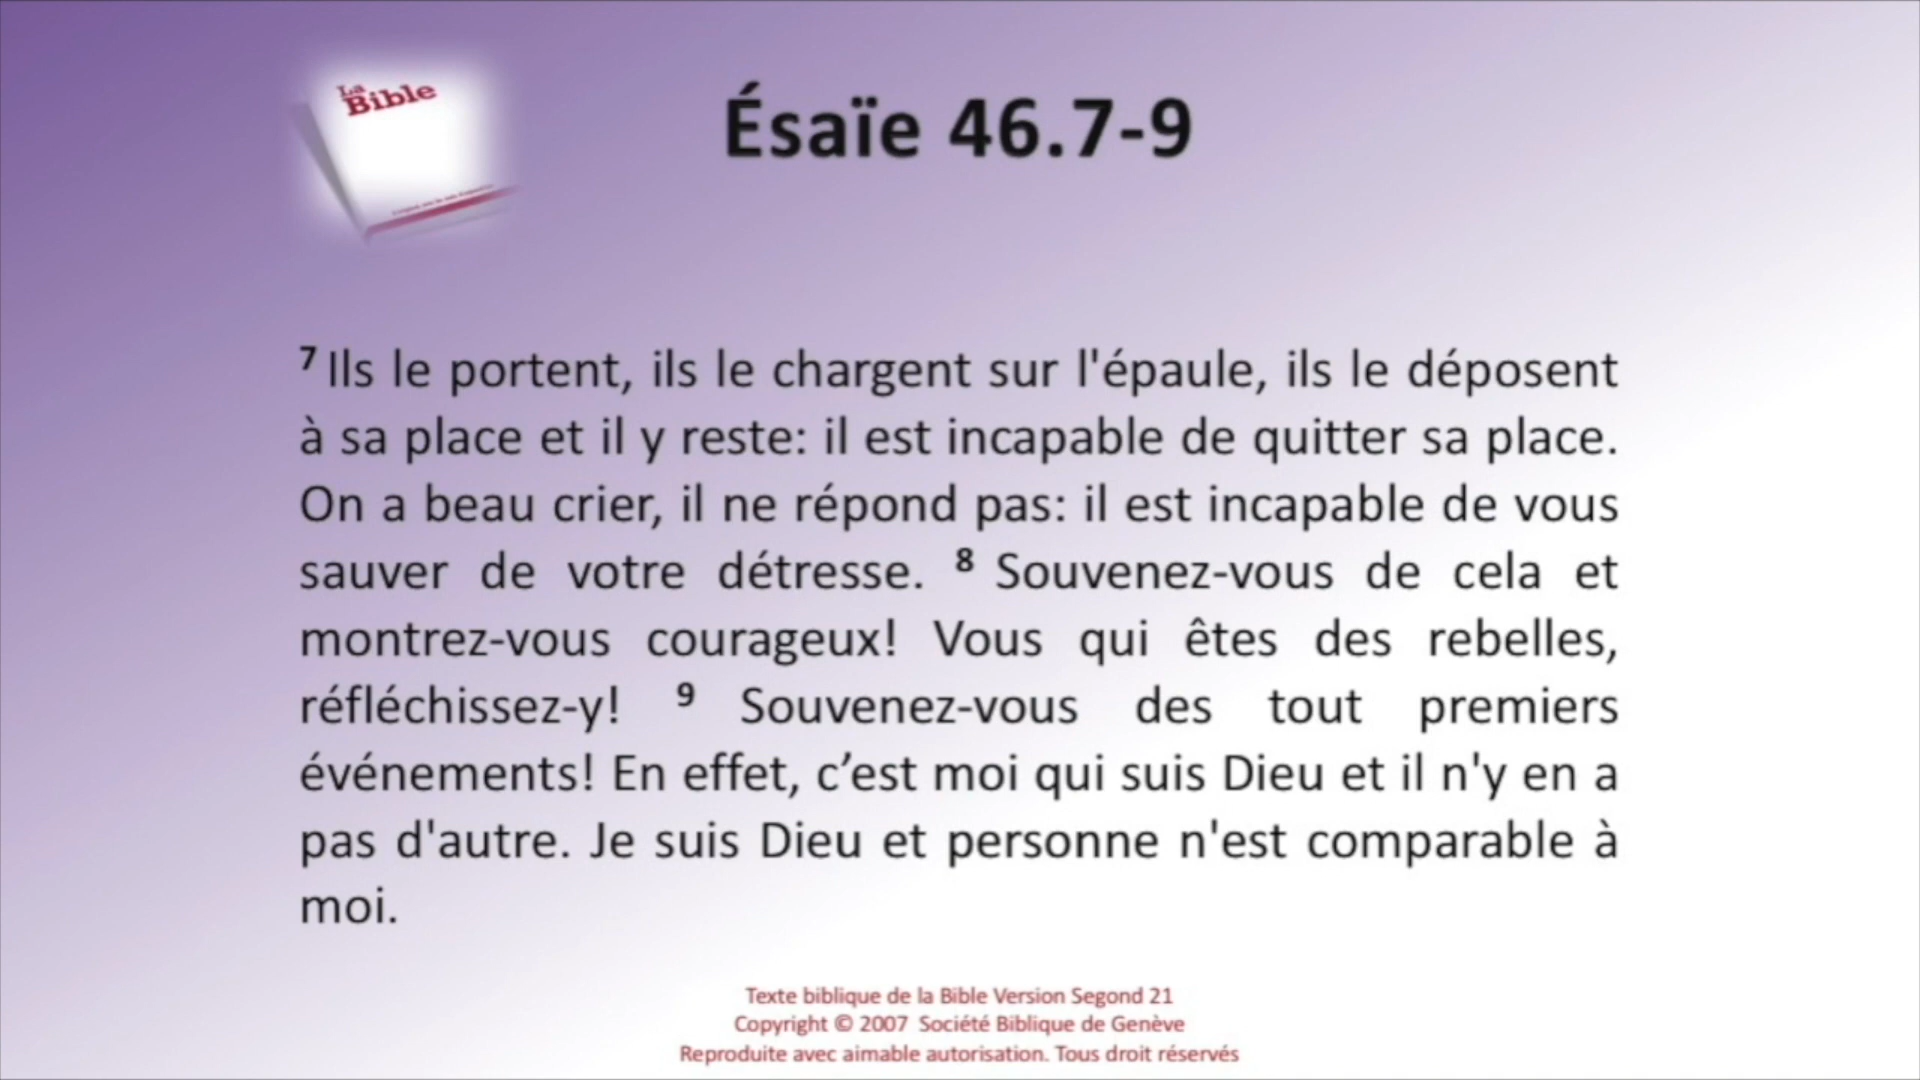 La
Bible
Ésaïe 46.7-9
7 Ils le portent, ils le chargent sur l'épaule, ils le déposent
à sa place et il y reste: il est incapable de quitter sa place.
On a beau crier, il ne répond pas: il est incapable de vous
sauver de votre détresse. 8 Souvenez-vous de cela et
montrez-vous courageux! Vous qui êtes des rebelles,
réfléchissez-y! 9 Souvenez-vous des tout premiers
événements! En effet, c’est moi qui suis Dieu et il n'y en a
pas d'autre. Je suis Dieu et personne n'est comparable à
moi.
Texte biblique de la Bible Version Segond 21
Copyright © 2007 Société Biblique de Genève
Reproduite avec aimable autorisation. Tous droit réservés